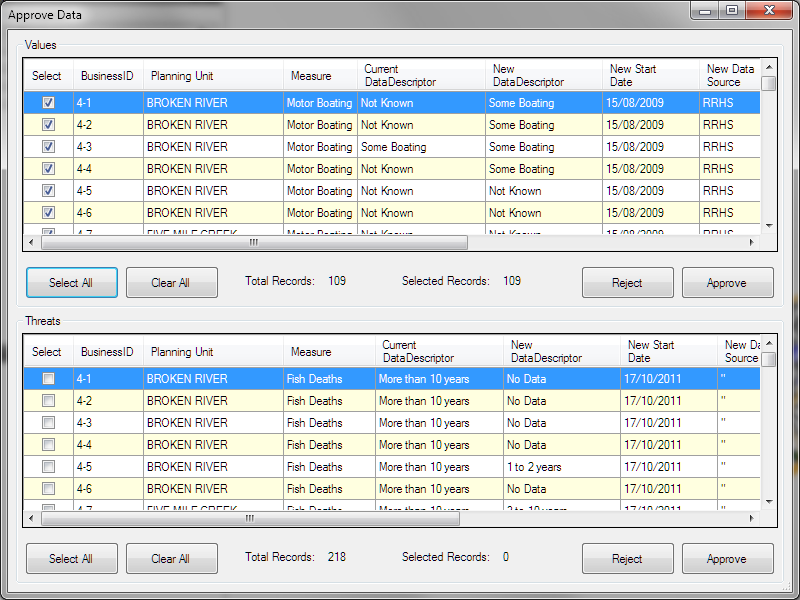 Approve Data
Values
Select BusinessID Planning Unit Measure Current DataDescriptor New DataDescriptor New Start Date New Data Source
4-1 BROKEN RIVER Motor Boating Not Known Some Boating 15/08/2009 RRHS
4-2 BROKEN RIVER Motor Boating Not Known Some Boating 15/08/2009 RRHS
4-3 BROKEN RIVER Motor Boating Some Boating Some Boating 15/08/2009 RRHS
4-4 BROKEN RIVER Motor Boating Not Known Some Boating 15/08/2009 RRHS
4-5 BROKEN RIVER Motor Boating Not Known Not Known 15/08/2009 RRHS
4-6 BROKEN RIVER Motor Boating Not Known Not Known 15/08/2009 RRHS
4-7 FIVE MILE CREEK Motor Boating Not Known Not Known 15/08/2009 RRHS
Select All Clear All Total Records: 109 Selected Records: 109 Reject Approve
Threats
Select BusinessID Planning Unit Measure Current DataDescriptor New DataDescriptor New Start Date New Da Source
4-1 BROKEN RIVER Fish Deaths More than 10 years No Data 17/10/2011 "
4-2 BROKEN RIVER Fish Deaths More than 10 years No Data 17/10/2011 "
4-3 BROKEN RIVER Fish Deaths More than 10 years No Data 17/10/2011 "
4-4 BROKEN RIVER Fish Deaths More than 10 years No Data 17/10/2011 "
4-5 BROKEN RIVER Fish Deaths More than 10 years 1 to 2 years 17/10/2011 "
4-6 BROKEN RIVER Fish Deaths More than 10 years No Data 17/10/2011 "
4-7 FIVE MILE CREEK Fish Deaths More than 10 years 17/10/2011 "
Select All Clear All Total Records: 218 Selected Records: 0 Reject Approve